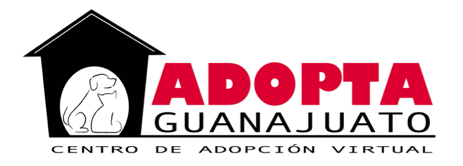 ADOPTA
GUANAJUATO
CENTRO DE ADOPCIÓN VIRTUAL